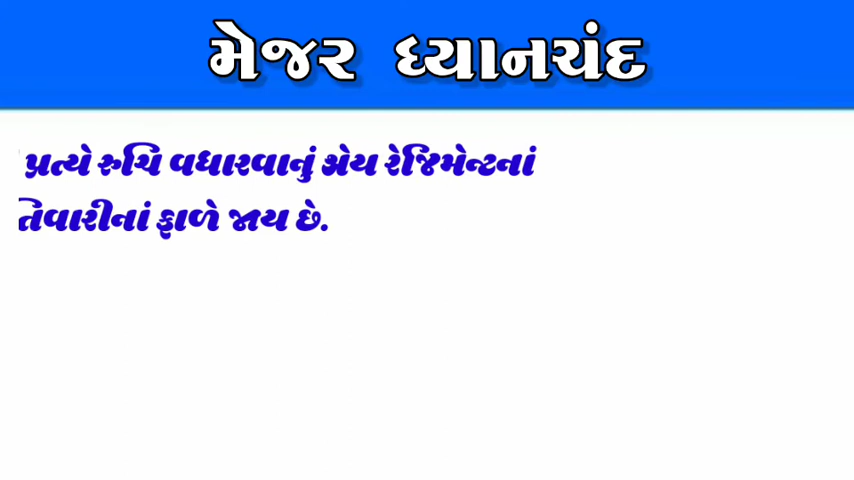 મેજર ધ્યાનચંદ
પ્રત્યે રુચિ વધારવાનું શ્રેય રેજિમેન્ટનાં
તિવારીનાં ફાળે જાય છે.